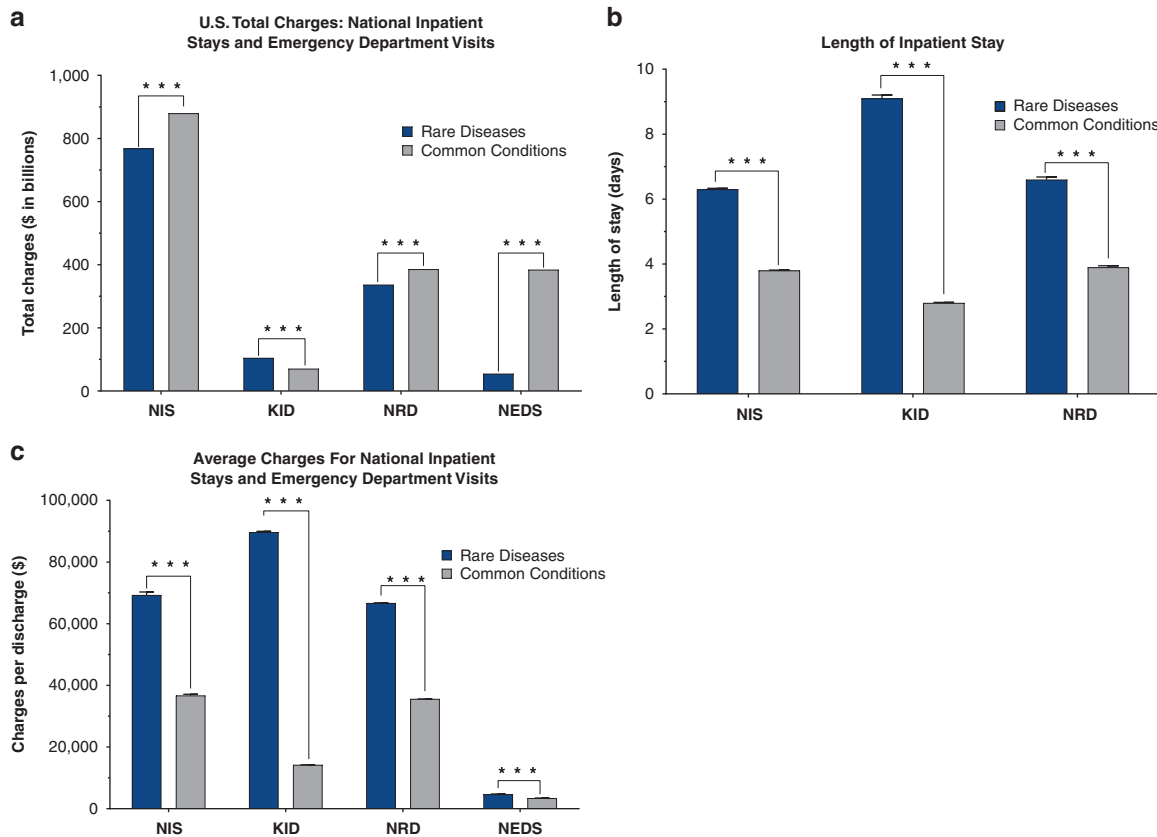 a
U.S. Total Charges: National Inpatient
Stays and Emergency Department Visits
1,000
800
600
400
200
0
Total charges ($ in billions)
* * *
* * *
* * *
* * *
Rare Diseases
Common Conditions
NIS
KID
NRD
NEDS
b
Length of Inpatient Stay
10
8
6
4
2
0
Length of stay (days)
* * *
* * *
* * *
Rare Diseases
Common Conditions
NIS
KID
NRD
c
Average Charges For National Inpatient
Stays and Emergency Department Visits
100,000
80,000
60,000
40,000
20,000
0
Charges per discharge ($)
* * *
* * *
* * *
* * *
Rare Diseases
Common Conditions
NIS
KID
NRD
NEDS